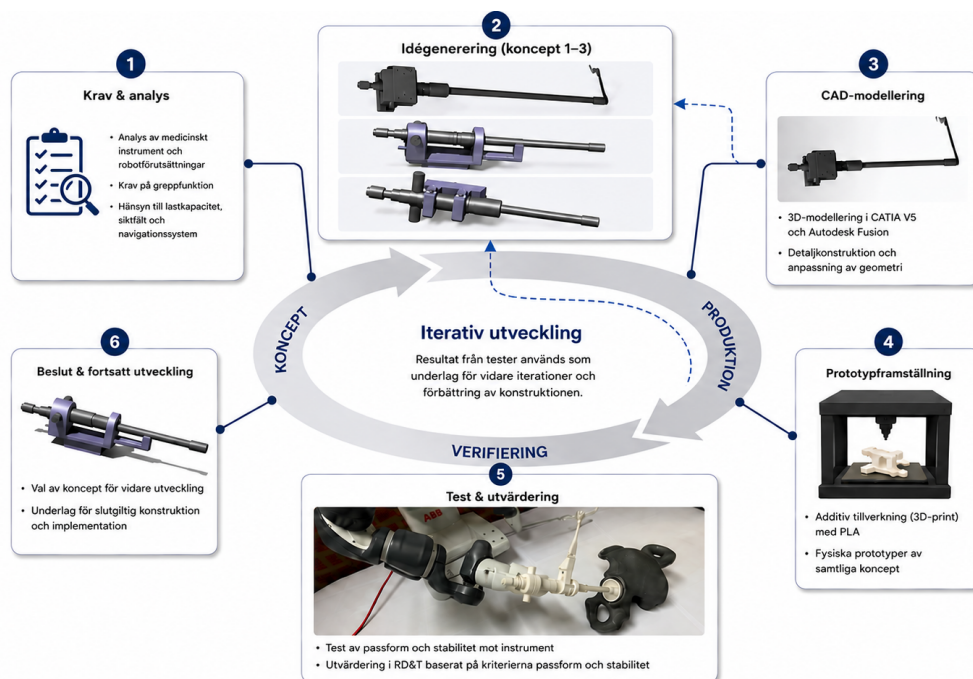 1
Krav & analys
• Analys av medicinskt
instrument och
robotförutsättningar
• Krav på greppfunktion
• Hänsyn till lastkapacitet,
siktfält och
navigationssystem
2
Idégenerering (koncept 1–3)
3
CAD-modellering
• 3D-modellering i CATIA V5
och Autodesk Fusion
• Detaljkonstruktion och
anpassning av geometri
KONCEPT
PRODUKTION
VERIFIERING
Iterativ utveckling
Resultat från tester används som
underlag för vidare iterationer och
förbättring av konstruktionen.
4
Prototypframställning
• Additiv tillverkning (3D-print)
med PLA
• Fysiska prototyper av
samtliga koncept
5
Test & utvärdering
ABB
• Test av passform och stabilitet mot instrument
• Utvärdering i RD&T baserat på kriterierna passform och stabilitet
6
Beslut & fortsatt utveckling
• Val av koncept för vidare utveckling
• Underlag för slutgiltig konstruktion
och implementation